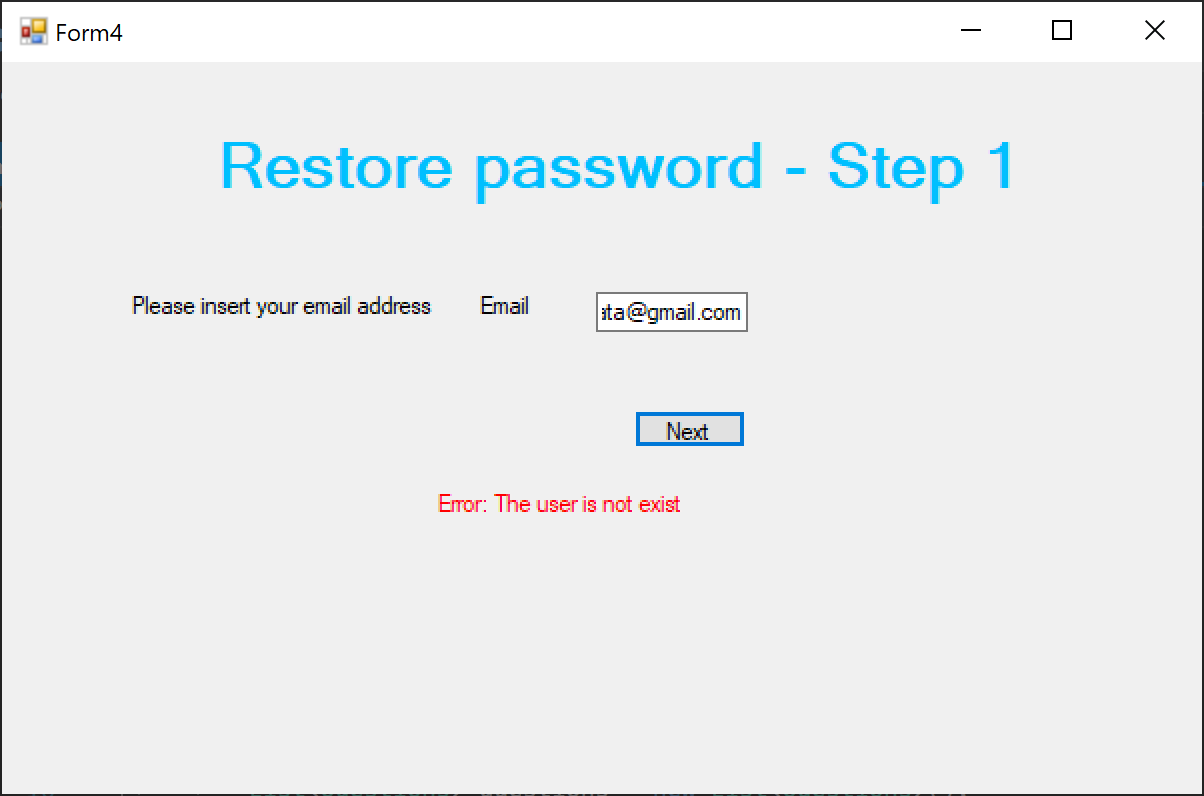 Form4
Restore password - Step 1
Please insert your email address Email ata@gmail.com
Next
Error: The user is not exist